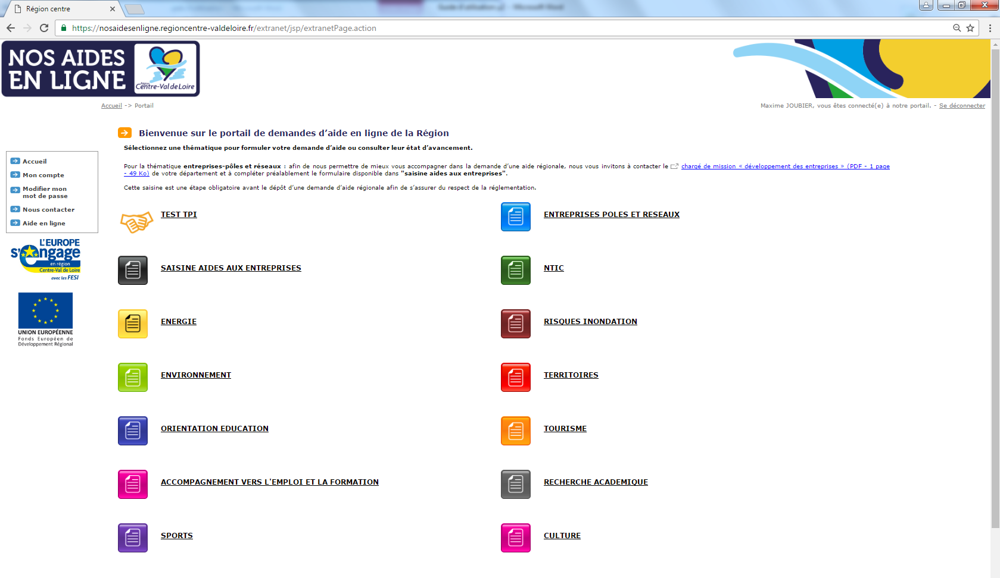 Région centre
https://nosaidesenligne.regioncentre-valdeloire.fr/extranet/jsp/extranetPage.action
NOS AIDES
EN LIGNE
Région
Centre-Val de Loire
Accueil -> Portail
Maxime JOUBIER, vous êtes connecté(e) à notre portail. - Se déconnecter
Bienvenue sur le portail de demandes d’aide en ligne de la Région
Sélectionnez une thématique pour formuler votre demande d’aide ou consulter leur état d’avancement.
Pour la thématique entreprises-pôles et réseaux : afin de nous permettre de mieux vous accompagner dans la demande d’une aide régionale, nous vous invitons à contacter le chargé de mission « développement des entreprises » (PDF - 1 page
- 49 Ko) de votre département et à compléter préalablement le formulaire disponible dans "saisine aides aux entreprises".
Cette saisine est une étape obligatoire avant le dépôt d’une demande d’aide régionale afin de s’assurer du respect de la réglementation.
Accueil
Mon compte
Modifier mon
mot de passe
Nous contacter
Aide en ligne
L'EUROPE
s'engage
en région
Centre-Val de Loire
avec les FESI
UNION EUROPÉENNE
Fonds Européen de
Développement Régional
TEST TPI
ENTREPRISES POLES ET RESEAUX
SAISINE AIDES AUX ENTREPRISES
NTIC
ENERGIE
RISQUES INONDATION
ENVIRONNEMENT
TERRITOIRES
ORIENTATION EDUCATION
TOURISME
ACCOMPAGNEMENT VERS L'EMPLOI ET LA FORMATION
RECHERCHE ACADEMIQUE
SPORTS
CULTURE